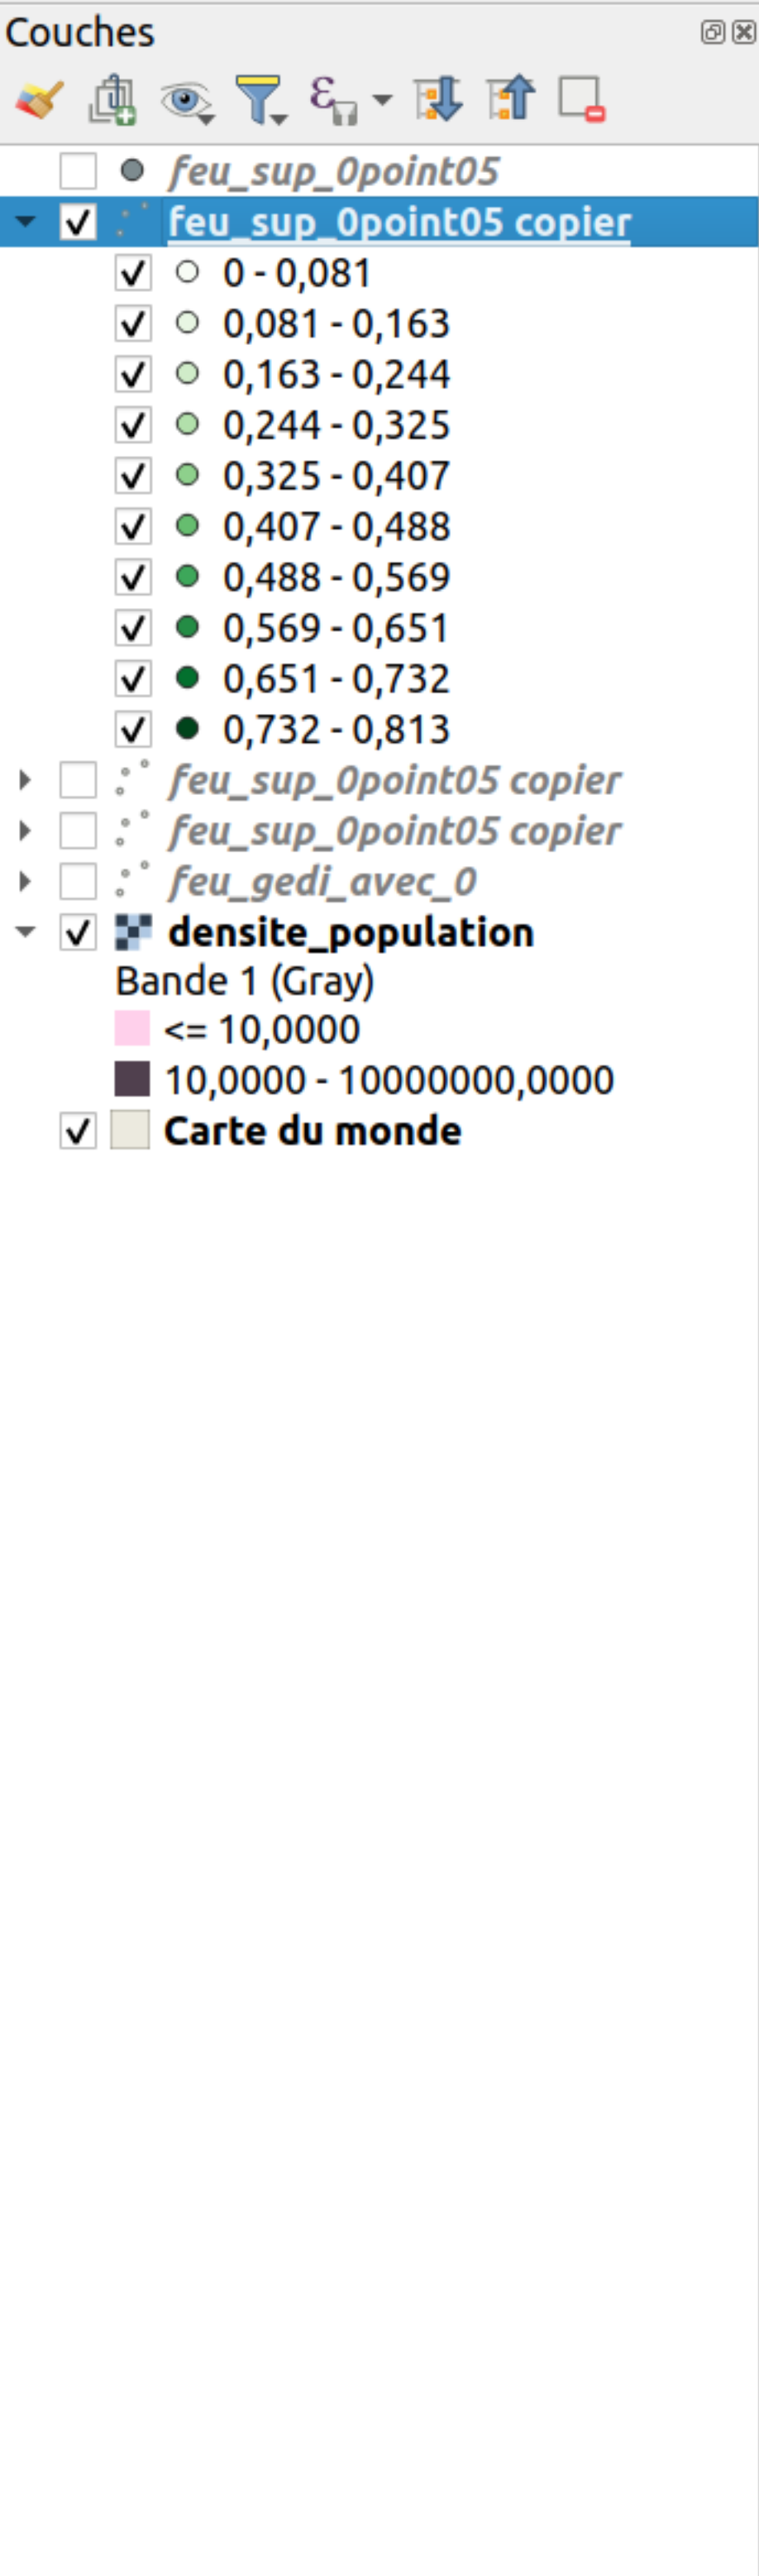 Couches
feu_sup_0point05
feu_sup_0point05 copier
0 - 0,081
0,081 - 0,163
0,163 - 0,244
0,244 - 0,325
0,325 - 0,407
0,407 - 0,488
0,488 - 0,569
0,569 - 0,651
0,651 - 0,732
0,732 - 0,813
feu_sup_0point05 copier
feu_sup_0point05 copier
feu_gedi_avec_0
densite_population
Bande 1 (Gray)
<= 10,0000
10,0000 - 10000000,0000
Carte du monde